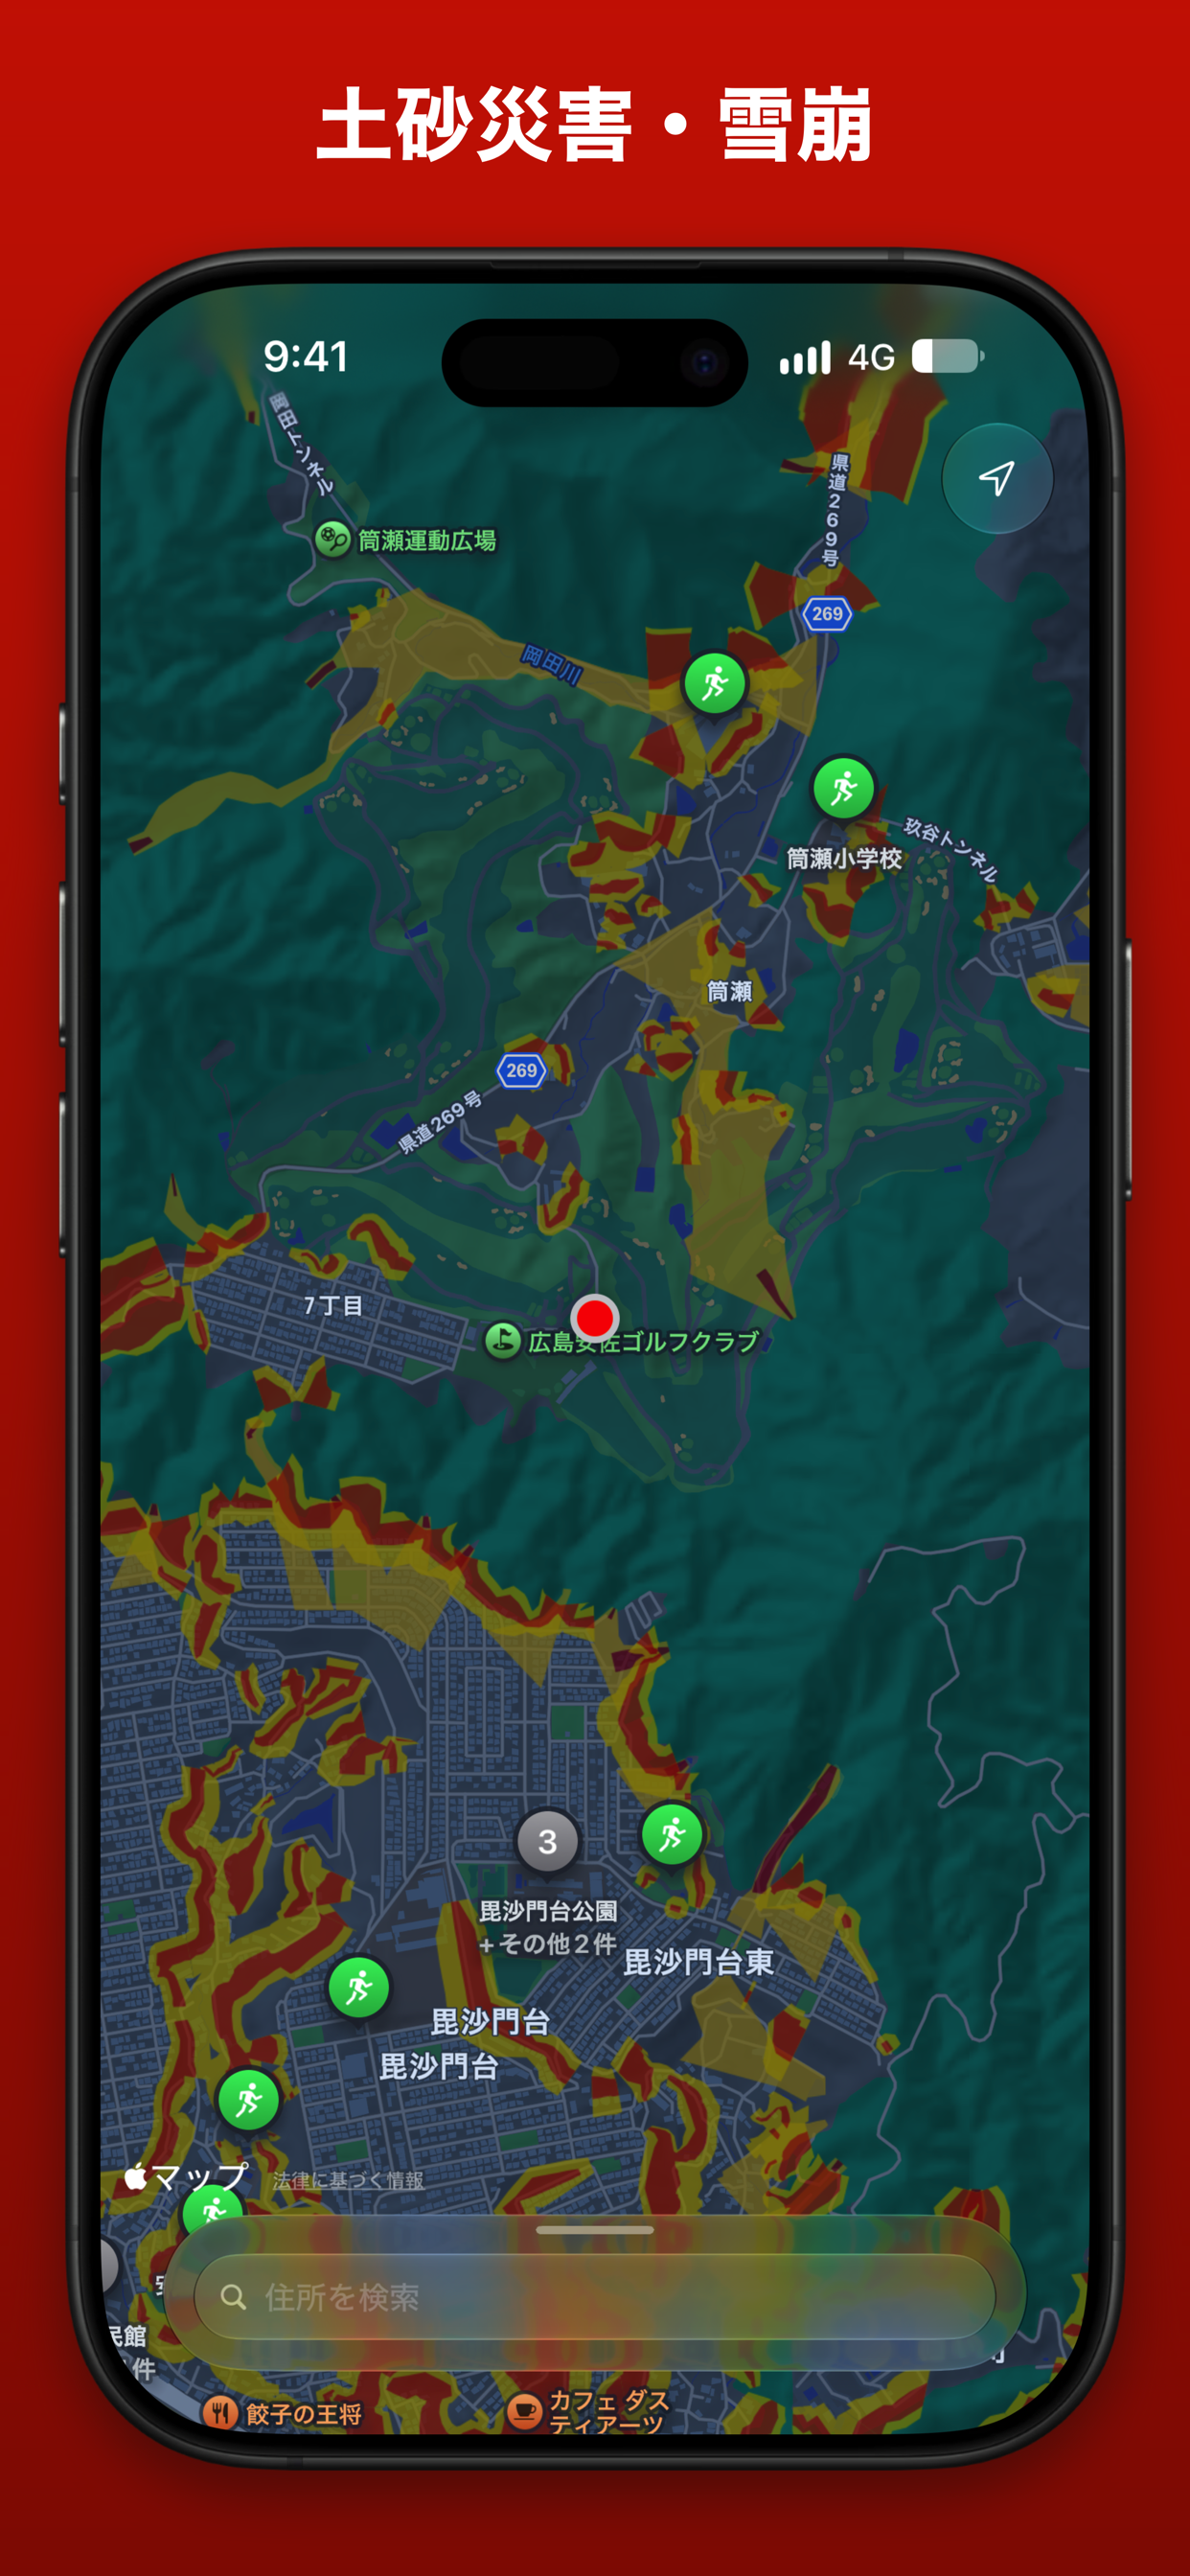 土砂災害・雪崩
9:41
4G
岡田トンネル
県道269号
筒瀬運動広場
269
岡田川
筒瀬小学校
玖谷トンネル
筒瀬
269
県道269号
7丁目
広島安佐ゴルフクラブ
3
毘沙門台公園
+その他2件
毘沙門台東
毘沙門台
毘沙門台
マップ
法律に基づく情報
住所を検索
民館
件
餃子の王将
カフェ ダス
ティアーツ